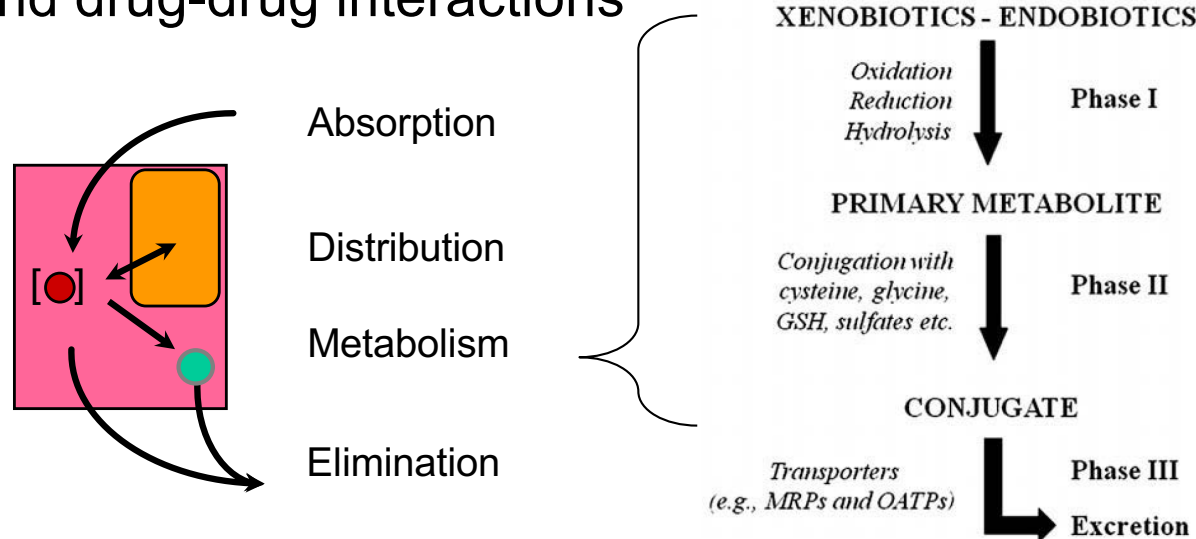 nd drug-drug interactions
Absorption
Distribution
Metabolism
Elimination
[ ]
XENOBIOTICS - ENDOBIOTICS
Oxidation
Reduction
Hydrolysis
Phase I
PRIMARY METABOLITE
Conjugation with
cysteine, glycine,
GSH, sulfates etc.
Phase II
CONJUGATE
Transporters
(e.g., MRPs and OATPs)
Phase III
Excretion